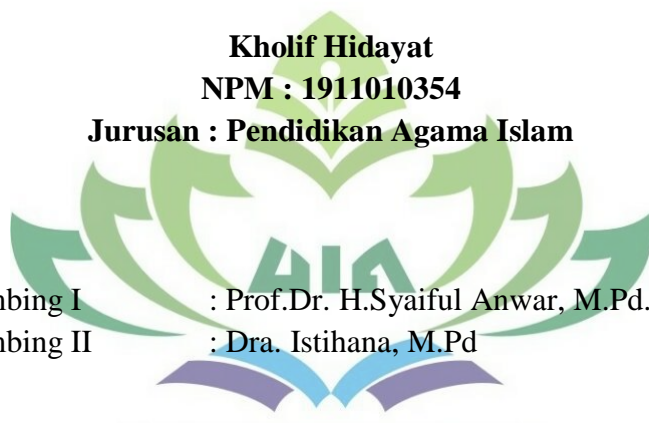 Kholif Hidayat
NPM : 1911010354
Jurusan : Pendidikan Agama Islam
UIN
mbing I : Prof.Dr. H.Syaiful Anwar, M.Pd.
mbing II : Dra. Istihana, M.Pd